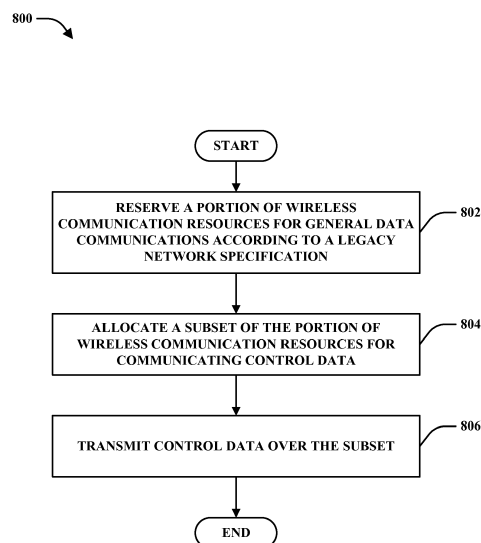 800
START
RESERVE A PORTION OF WIRELESS
COMMUNICATION RESOURCES FOR GENERAL DATA
COMMUNICATIONS ACCORDING TO A LEGACY
NETWORK SPECIFICATION
802
ALLOCATE A SUBSET OF THE PORTION OF
WIRELESS COMMUNICATION RESOURCES FOR
COMMUNICATING CONTROL DATA
804
TRANSMIT CONTROL DATA OVER THE SUBSET
806
END